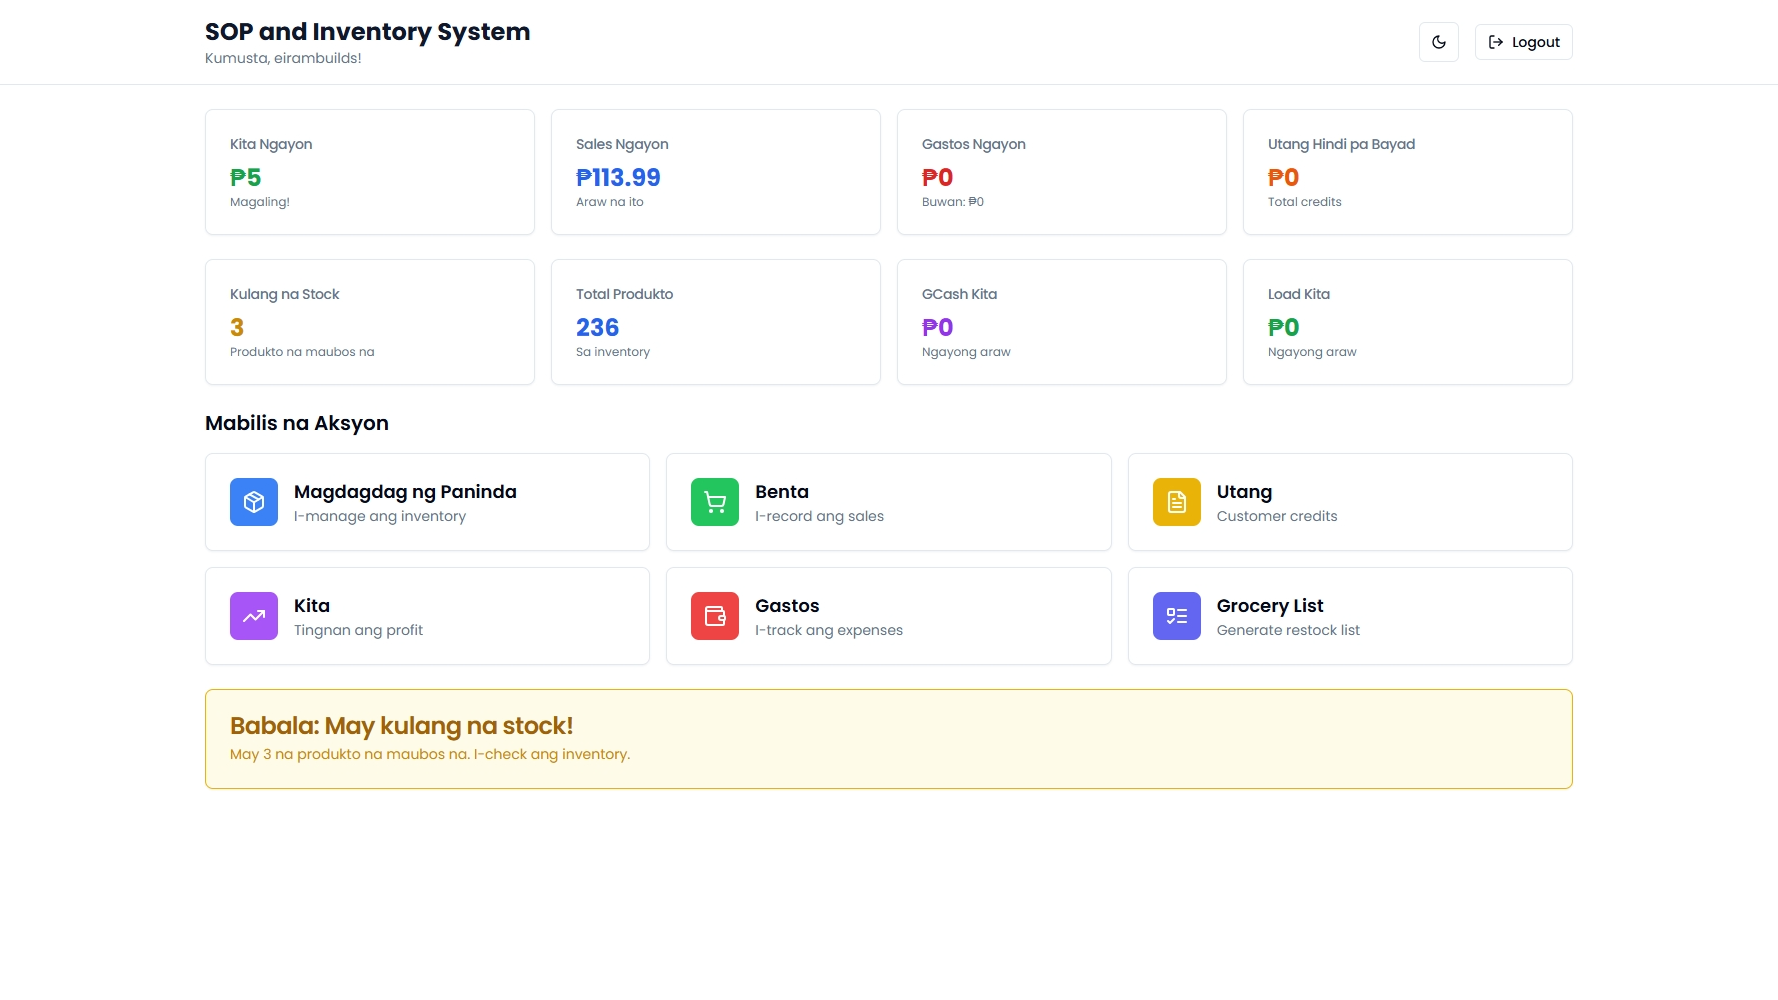 SOP and Inventory System
Kumusta, eirambuilds!
Logout
Kita Ngayon
₱5
Magaling!
Sales Ngayon
₱113.99
Araw na ito
Gastos Ngayon
₱0
Buwan: ₱0
Utang Hindi pa Bayad
₱0
Total credits
Kulang na Stock
3
Produkto na maubos na
Total Produkto
236
Sa inventory
GCash Kita
₱0
Ngayong araw
Load Kita
₱0
Ngayong araw
Mabilis na Aksyon
Magdagdag ng Paninda
I-manage ang inventory
Benta
I-record ang sales
Utang
Customer credits
Kita
Tingnan ang profit
Gastos
I-track ang expenses
Grocery List
Generate restock list
Babala: May kulang na stock!
May 3 na produkto na maubos na. I-check ang inventory.